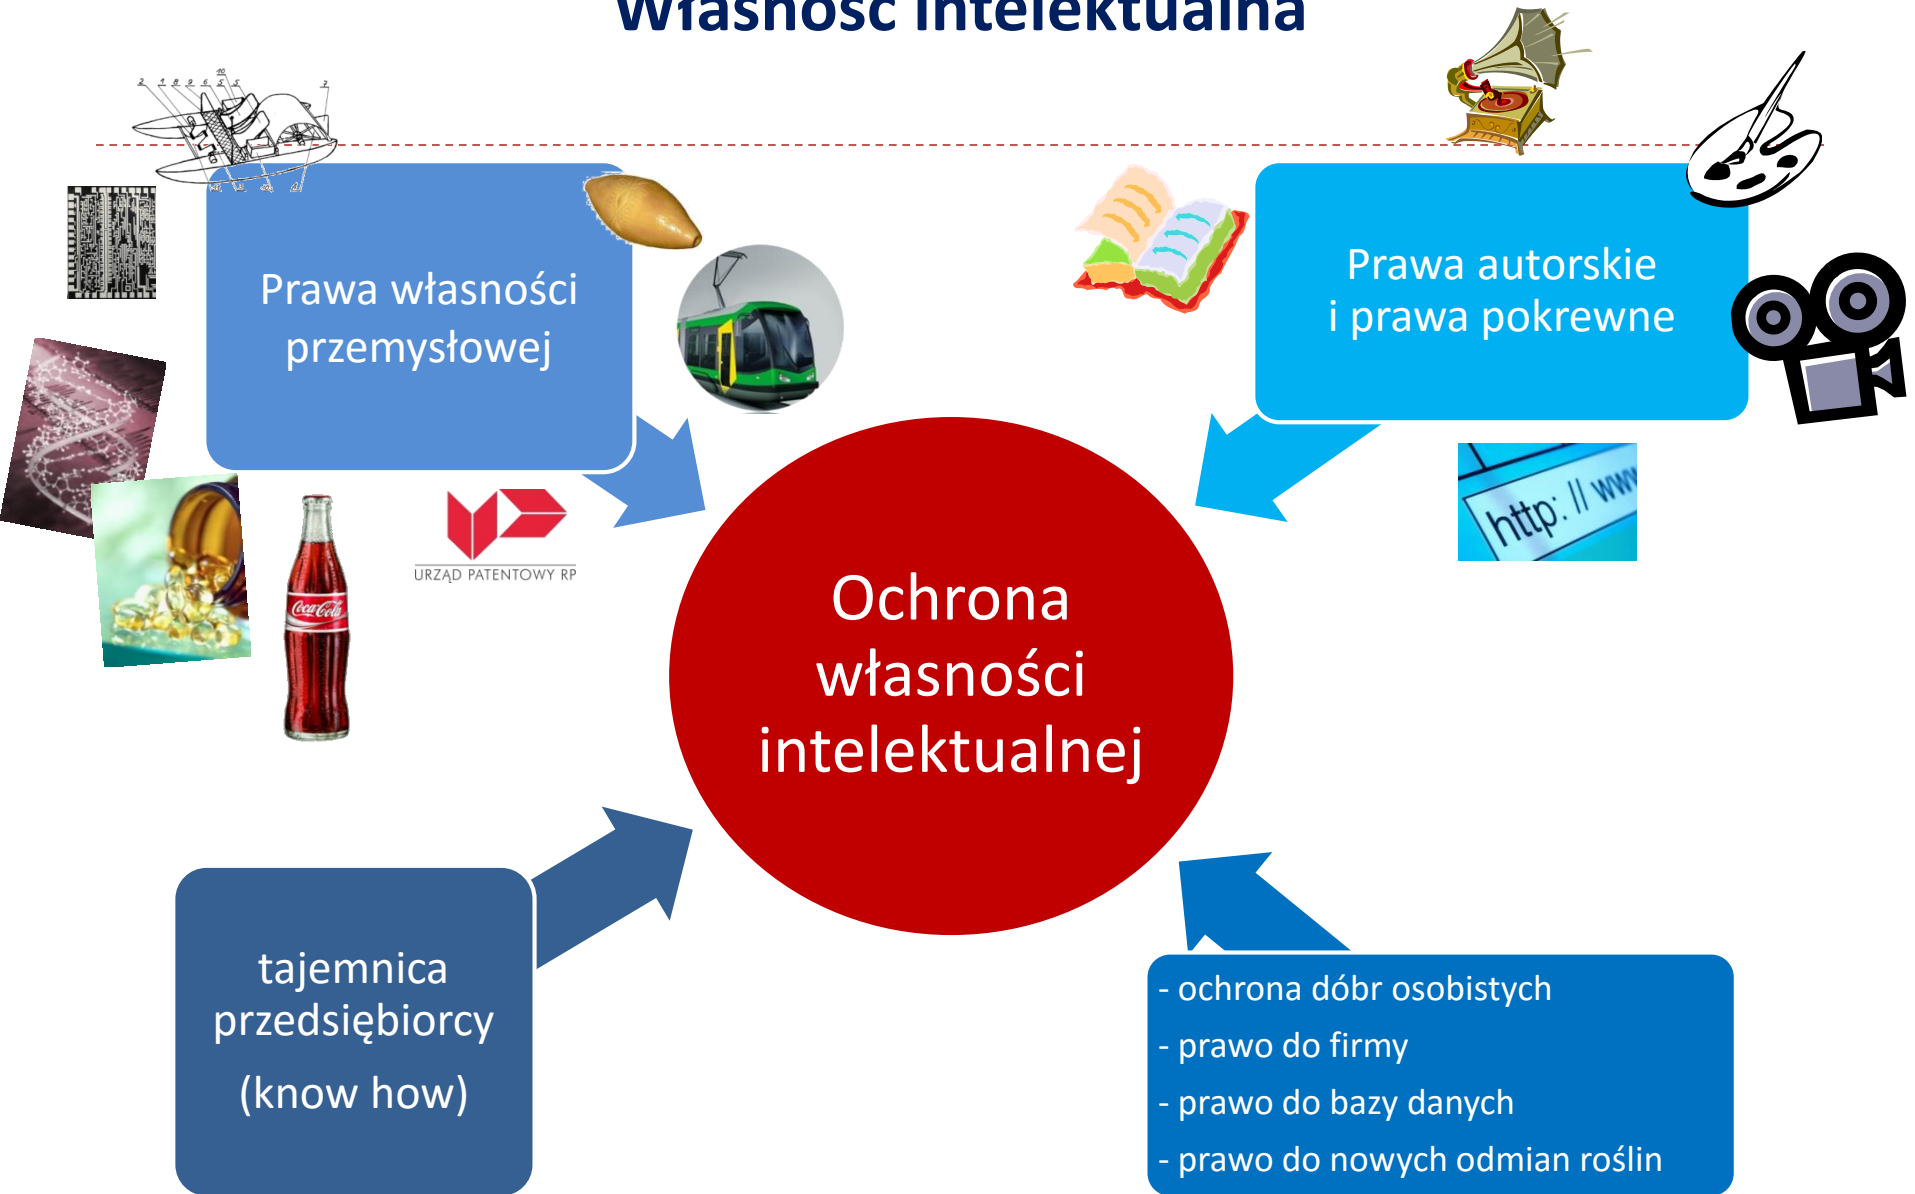 Własność intelektualna
Prawa własności
przemysłowej
Prawa autorskie
i prawa pokrewne
http: // www
URZĄD PATENTOWY RP
Coca-Cola
Ochrona
własności
intelektualnej
tajemnica
przedsiębiorcy
(know how)
- ochrona dóbr osobistych
- prawo do firmy
- prawo do bazy danych
- prawo do nowych odmian roślin